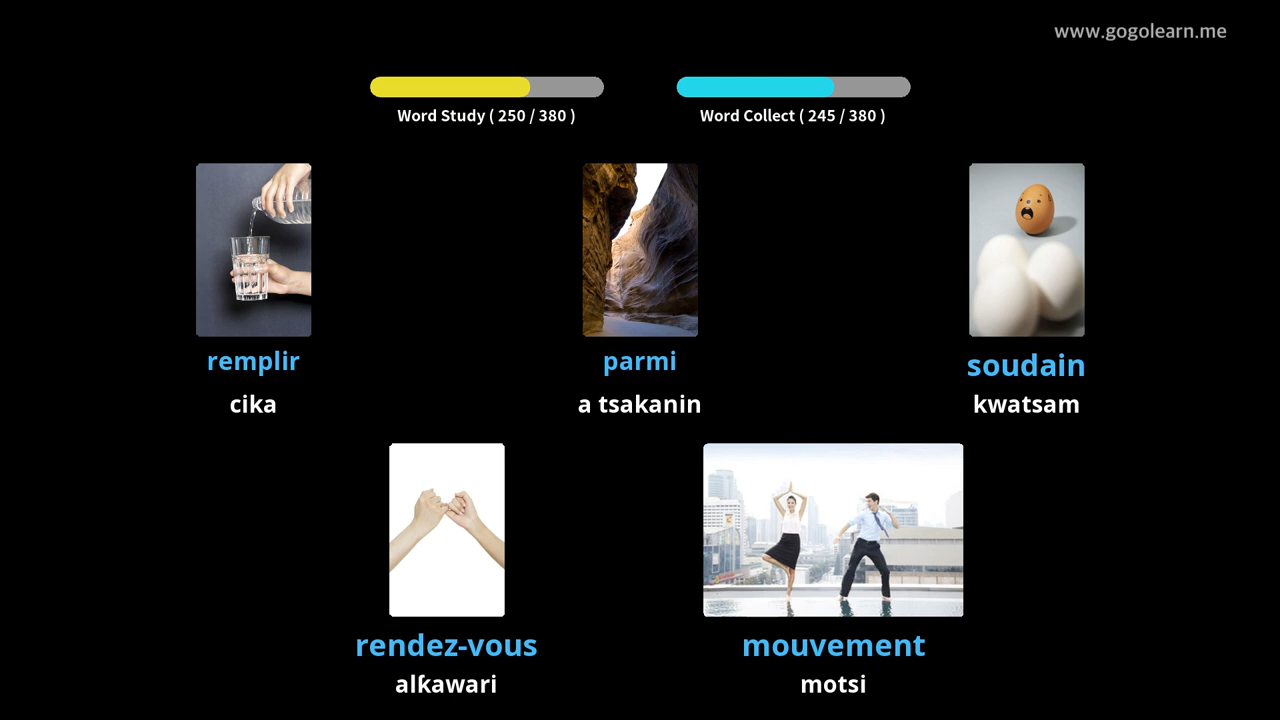 www.gogolearn.me
Word Study ( 250 / 380 )
Word Collect ( 245 / 380 )
remplir
cika
parmi
a tsakanin
soudain
kwatsam
rendez-vous
alƙawari
mouvement
motsi